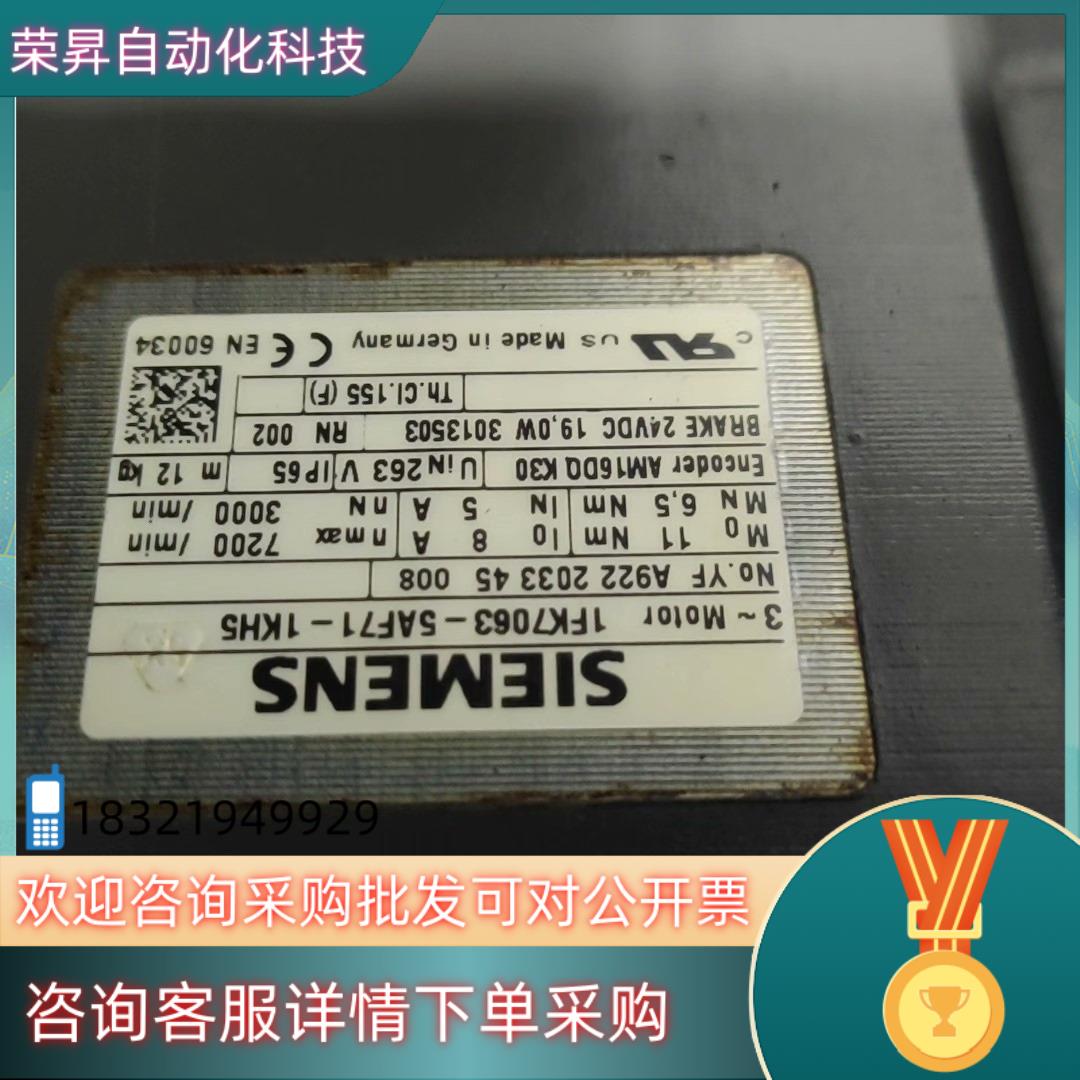 荣昇自动化科技
SIEMENS
3 ~ Motor 1FK7063-5AF71-1KH5
No.YF A922 2033 45 008
M0 11 Nm I0 8 A n max 7200 /min
MN 6,5 Nm IN 5 A nN 3000 /min
Encoder AM16DQ K30 UIN 263 V IP65 m 12 kg
BRAKE 24VDC 19,0W 3013503 RN 002
Th.Cl.155 (F)
c RU US Made in Germany CE EN 60034
18321949929
欢迎咨询采购批发可对公开票
咨询客服详情下单采购